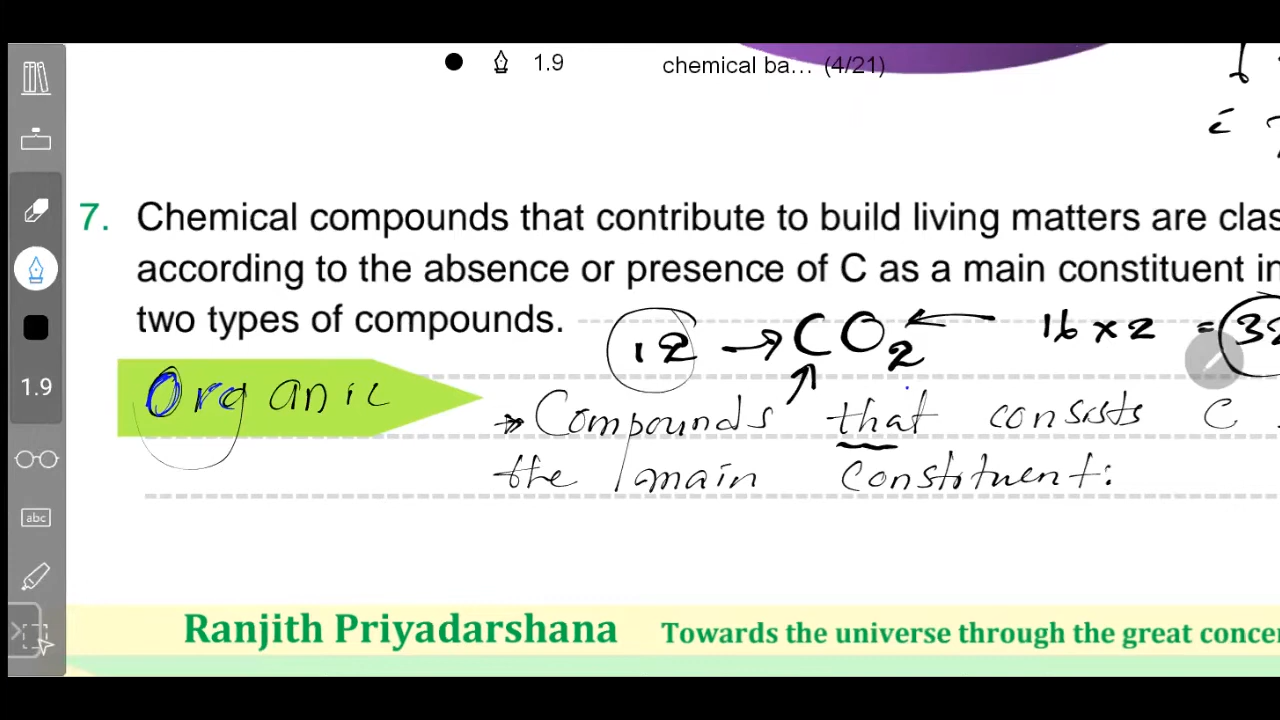 1.9 chemical ba... (4/21)
7. Chemical compounds that contribute to build living matters are clas
according to the absence or presence of C as a main constituent in
two types of compounds.
12 → CO2 ← 16 x 2 = 32
1.9
Organic
→ Compounds that consists C
the main constituent:
abc
Ranjith Priyadarshana Towards the universe through the great conce